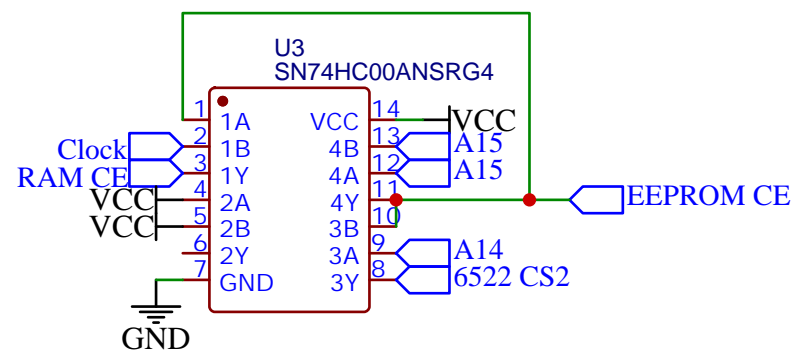 U3
SN74HC00ANSRG4
1 1A VCC 14 VCC
Clock 2 1B 4B 13 A15
RAM CE 3 1Y 4A 12 A15
VCC 4 2A 4Y 11 EEPROM CE
VCC 5 2B 3B 10
6 2Y 3A 9 A14
7 GND 3Y 8 6522 CS2
GND